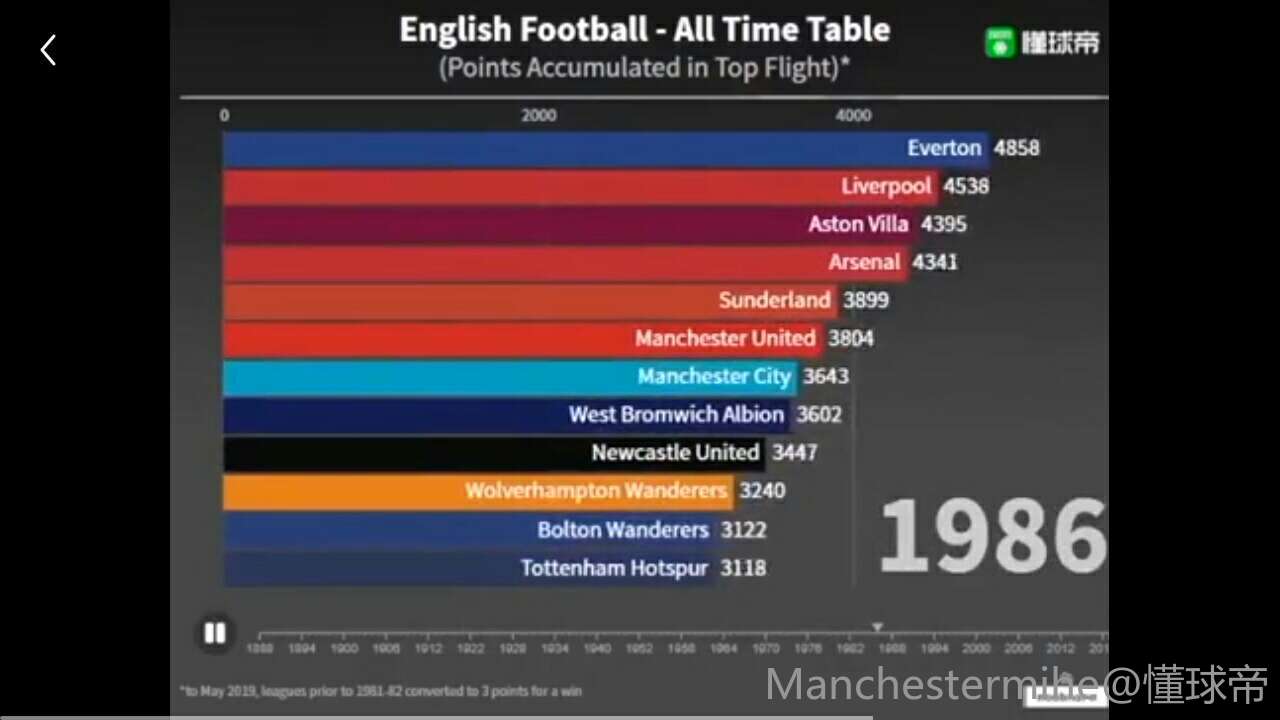 English Football - All Time Table
懂球帝
(Points Accumulated in Top Flight)*
0 2000 4000
Everton 4858
Liverpool 4538
Aston Villa 4395
Arsenal 4341
Sunderland 3899
Manchester United 3804
Manchester City 3643
West Bromwich Albion 3602
Newcastle United 3447
Wolverhampton Wanderers 3240
Bolton Wanderers 3122
Tottenham Hotspur 3118
1986
1888 1894 1900 1906 1912 1922 1928 1934 1940 1952 1958 1964 1970 1976 1982 1988 1994 2000 2006 2012
*to May 2019, leagues prior to 1981-82 converted to 3 points for a win
Manchestermihe@懂球帝